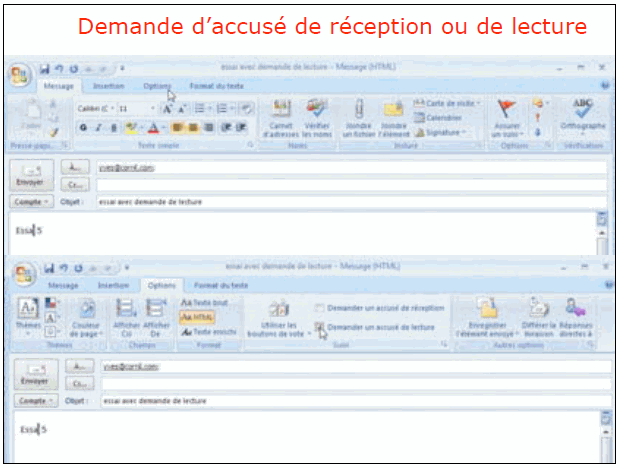 Demande d'accusé de réception ou de lecture
essai avec demande de lecture - Message (HTML)
Message Insertion Options Format du texte
Calibri (C 11
Coller
Carnet d'adresses
Vérifier les noms
Joindre un fichier
Joindre l'élément
Carte de visite
Calendrier
Signature
Assurer un suivi
ABC
Orthographe
Presse-papi... Texte simple Noms Inclure Options Vérification
Envoyer
À...
yves@cornil.com;
Cc...
Compte Objet : essai avec demande de lecture
Essai 5
essai avec demande de lecture - Message (HTML)
Message Insertion Options Format du texte
Thèmes
Couleur de page
Afficher Cci
Afficher De
Aa Texte brut
Aa HTML
Aa Texte enrichi
Utiliser les boutons de vote
Demander un accusé de réception
Demander un accusé de lecture
Enregistrer l'élément envoyé
Différer la livraison
Réponses directes à
Thèmes Champs Format Suivi Autres options
Envoyer
À...
yves@cornil.com;
Cc...
Compte Objet : essai avec demande de lecture
Essai 5